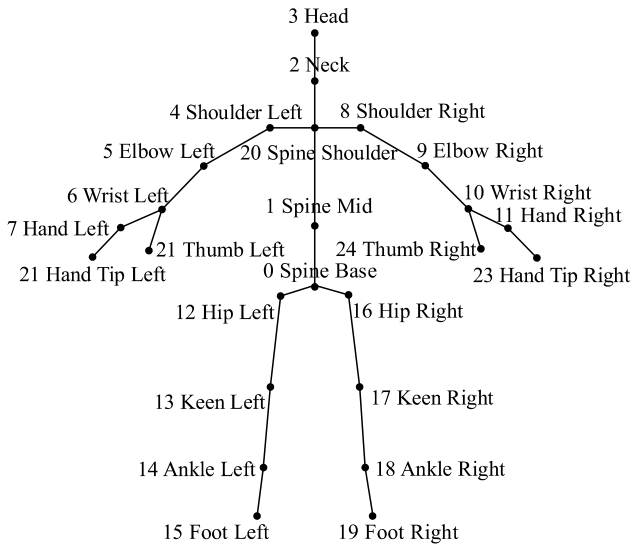 3 Head
2 Neck
4 Shoulder Left
8 Shoulder Right
5 Elbow Left
20 Spine Shoulder
9 Elbow Right
6 Wrist Left
10 Wrist Right
1 Spine Mid
11 Hand Right
7 Hand Left
21 Thumb Left
24 Thumb Right
21 Hand Tip Left
0 Spine Base
23 Hand Tip Right
12 Hip Left
16 Hip Right
13 Keen Left
17 Keen Right
14 Ankle Left
18 Ankle Right
15 Foot Left
19 Foot Right